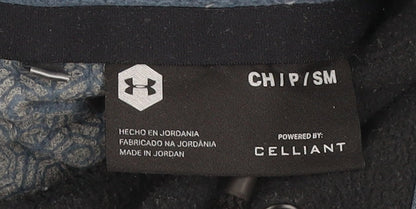 CH / P / SM
HECHO EN JORDANIA
FABRICADO NA JORDÂNIA
MADE IN JORDAN
POWERED BY:
CELLIANT